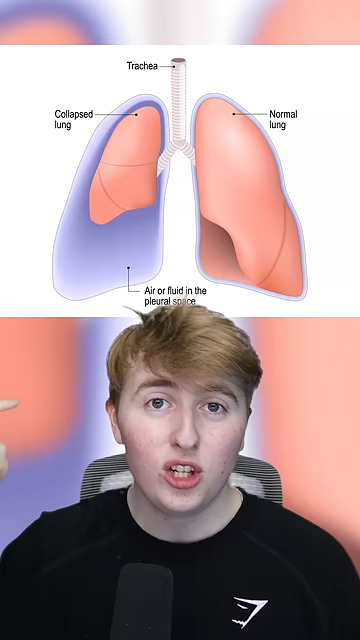 Trachea
Collapsed
lung
Normal
lung
Air or fluid in the
pleural space